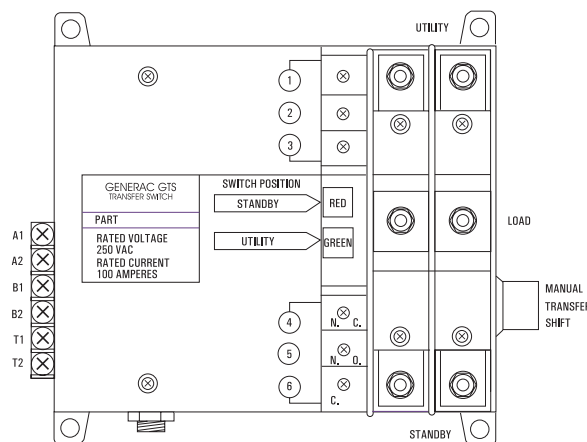 UTILITY
1
2
3
GENERAC GTS
TRANSFER SWITCH
PART
RATED VOLTAGE
250 VAC
RATED CURRENT
100 AMPERES
SWITCH POSITION
STANDBY
RED
UTILITY
GREEN
LOAD
A1
A2
B1
B2
T1
T2
MANUAL
TRANSFER
SHIFT
4
N. C.
5
N. O.
6
C.
STANDBY